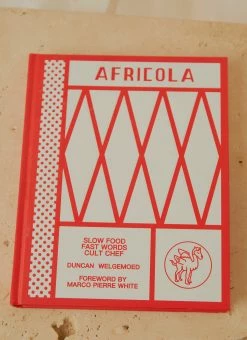 AFRICOLA
SLOW FOOD
FAST WORDS
CULT CHEF
DUNCAN WELGEMOED
FOREWORD BY
MARCO PIERRE WHITE